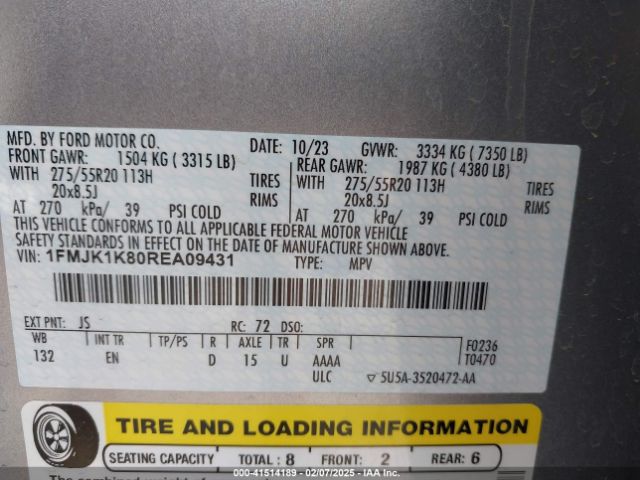 MFD. BY FORD MOTOR CO. DATE: 10/23 GVWR: 3334 KG ( 7350 LB)
FRONT GAWR: 1504 KG ( 3315 LB) REAR GAWR: 1987 KG ( 4380 LB)
WITH 275/55R20 113H TIRES WITH 275/55R20 113H TIRES
20x8.5J RIMS 20x8.5J RIMS
AT 270 kPa/ 39 PSI COLD AT 270 kPa/ 39 PSI COLD
THIS VEHICLE CONFORMS TO ALL APPLICABLE FEDERAL MOTOR VEHICLE
SAFETY STANDARDS IN EFFECT ON THE DATE OF MANUFACTURE SHOWN ABOVE.
VIN: 1FMJK1K80REA09431 TYPE: MPV
EXT PNT: JS RC: 72 DSO: F0236
WB INT TR TP/PS R AXLE TR SPR T0470
132 EN D 15 U AAAA
ULC ▽ 5U5A-3520472-AA
TIRE AND LOADING INFORMATION
SEATING CAPACITY TOTAL : 8 FRONT: 2 REAR: 6
The combined weight of
000-41514189 - 02/07/2025 - IAA Inc.